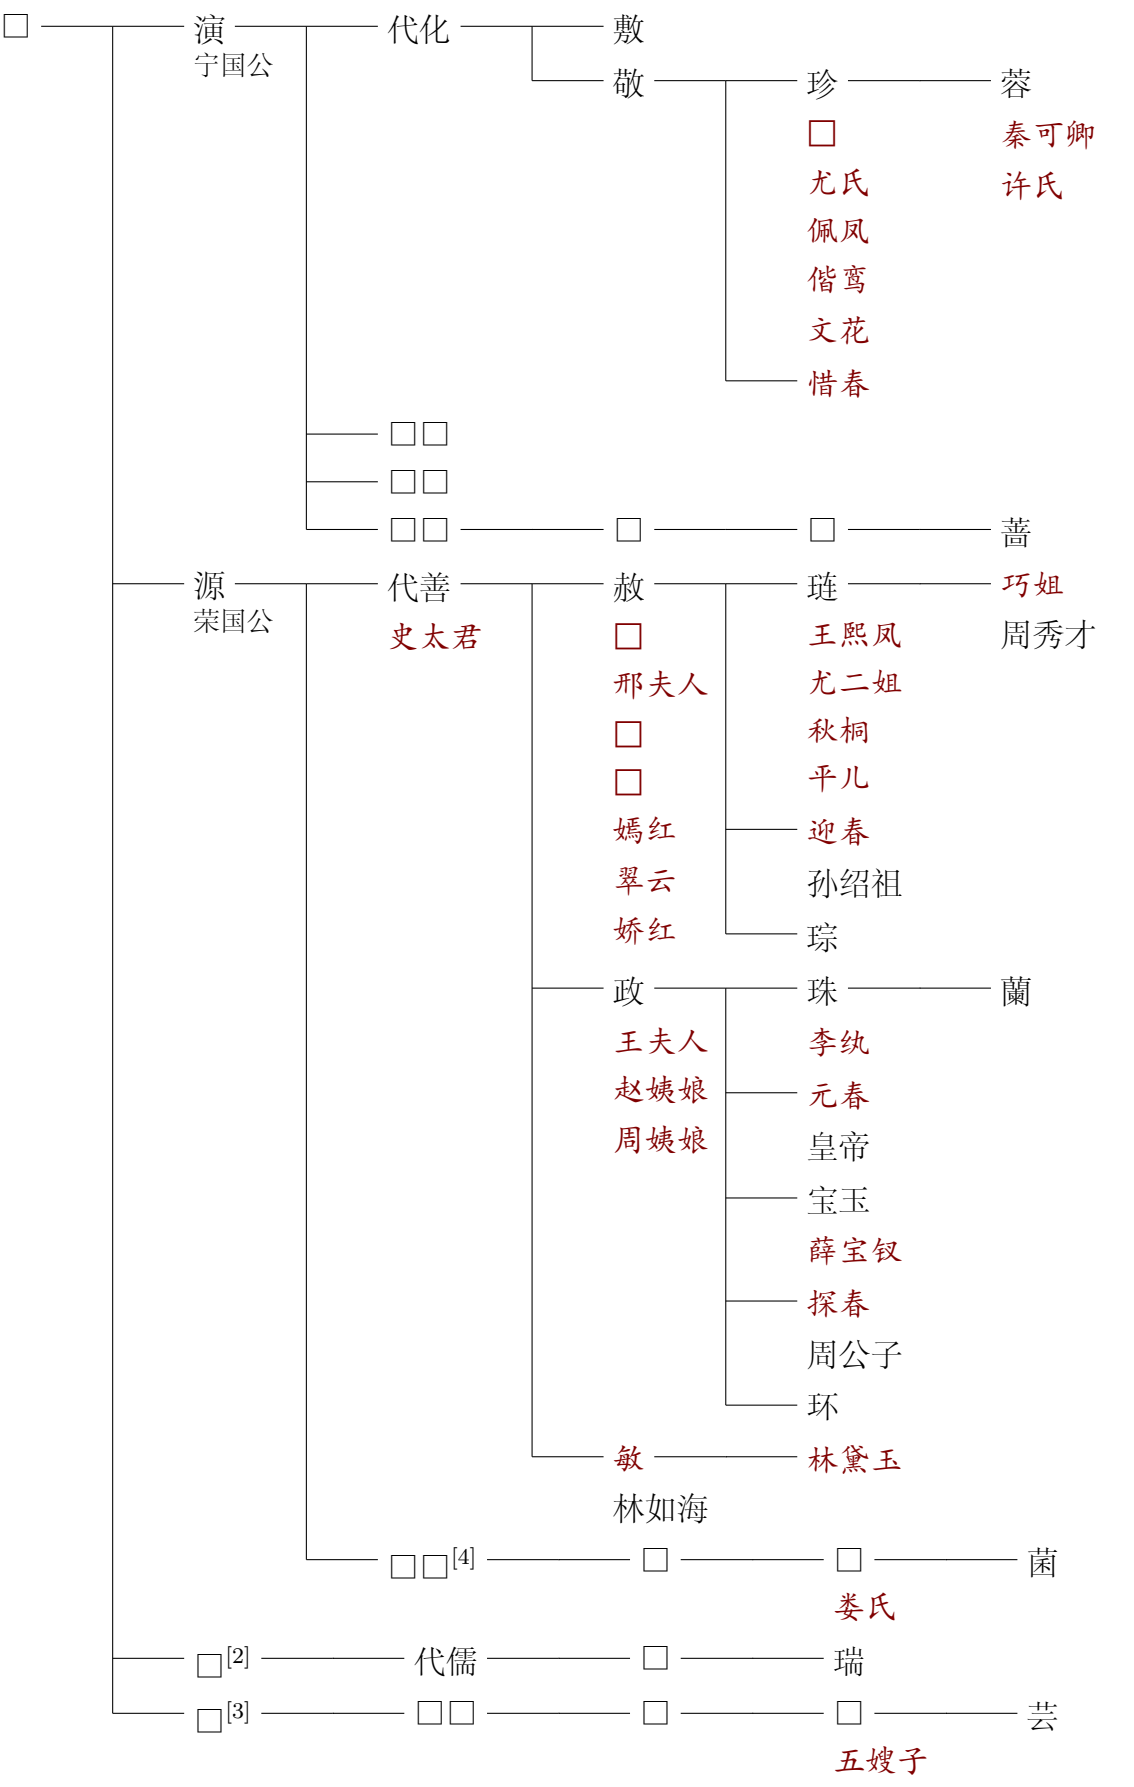 □ 演 代化 敷
宁国公
敬 珍 蓉
□ 秦可卿
尤氏 许氏
佩凤
偕鸾
文花
惜春
□□
□□
□□ □ □ 蔷
源 代善 赦 琏 巧姐
荣国公
史太君 □ 王熙凤 周秀才
邢夫人 尤二姐
□ 秋桐
□ 平儿
嫣红 迎春
翠云 孙绍祖
娇红 琮
政 珠 蘭
王夫人 李纨
赵姨娘 元春
周姨娘 皇帝
宝玉
薛宝钗
探春
周公子
环
敏 林黛玉
林如海
□□[4] □ □ 菌
娄氏
□[2] 代儒 □ 瑞
□[3] □□ □ □ 芸
五嫂子